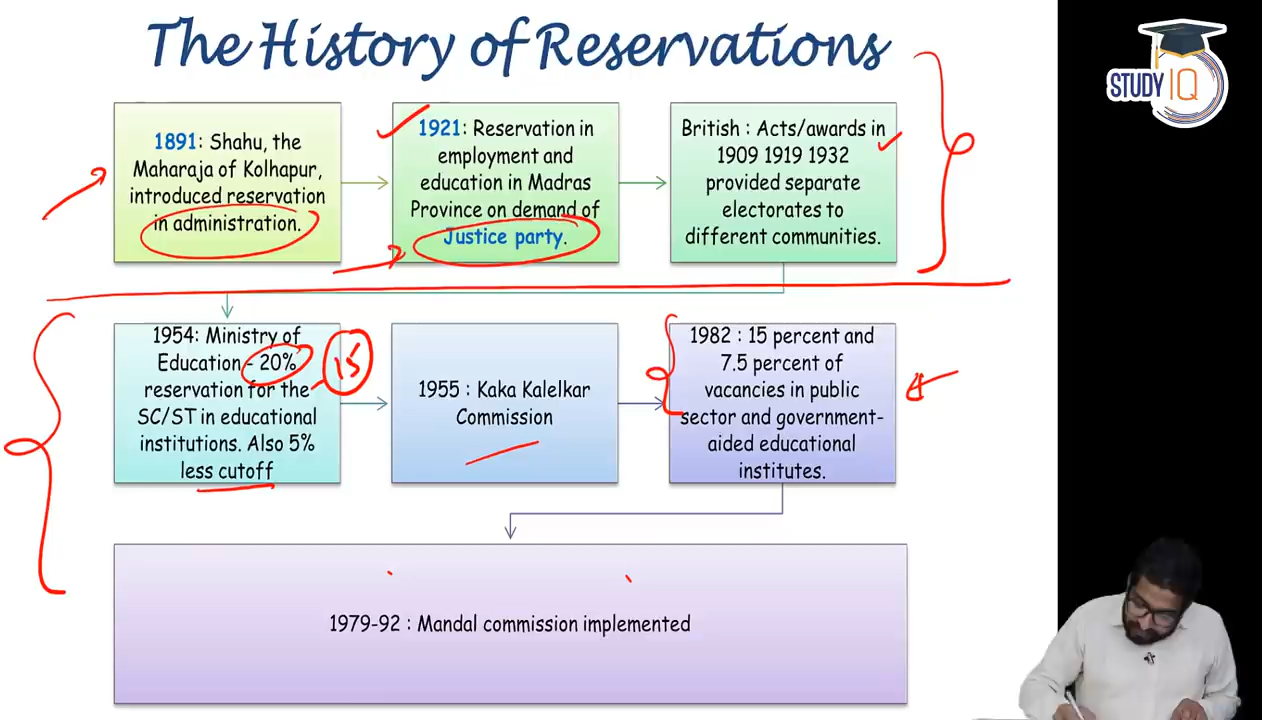 The History of Reservations
STUDY IQ
1891: Shahu, the
Maharaja of Kolhapur,
introduced reservation
in administration.
1921: Reservation in
employment and
education in Madras
Province on demand of
Justice party.
British : Acts/awards in
1909 1919 1932
provided separate
electorates to
different communities.
1954: Ministry of
Education - 20%
reservation for the
SC/ST in educational
institutions. Also 5%
less cutoff
15
1955 : Kaka Kalelkar
Commission
1982 : 15 percent and
7.5 percent of
vacancies in public
sector and government-
aided educational
institutes.
1979-92 : Mandal commission implemented